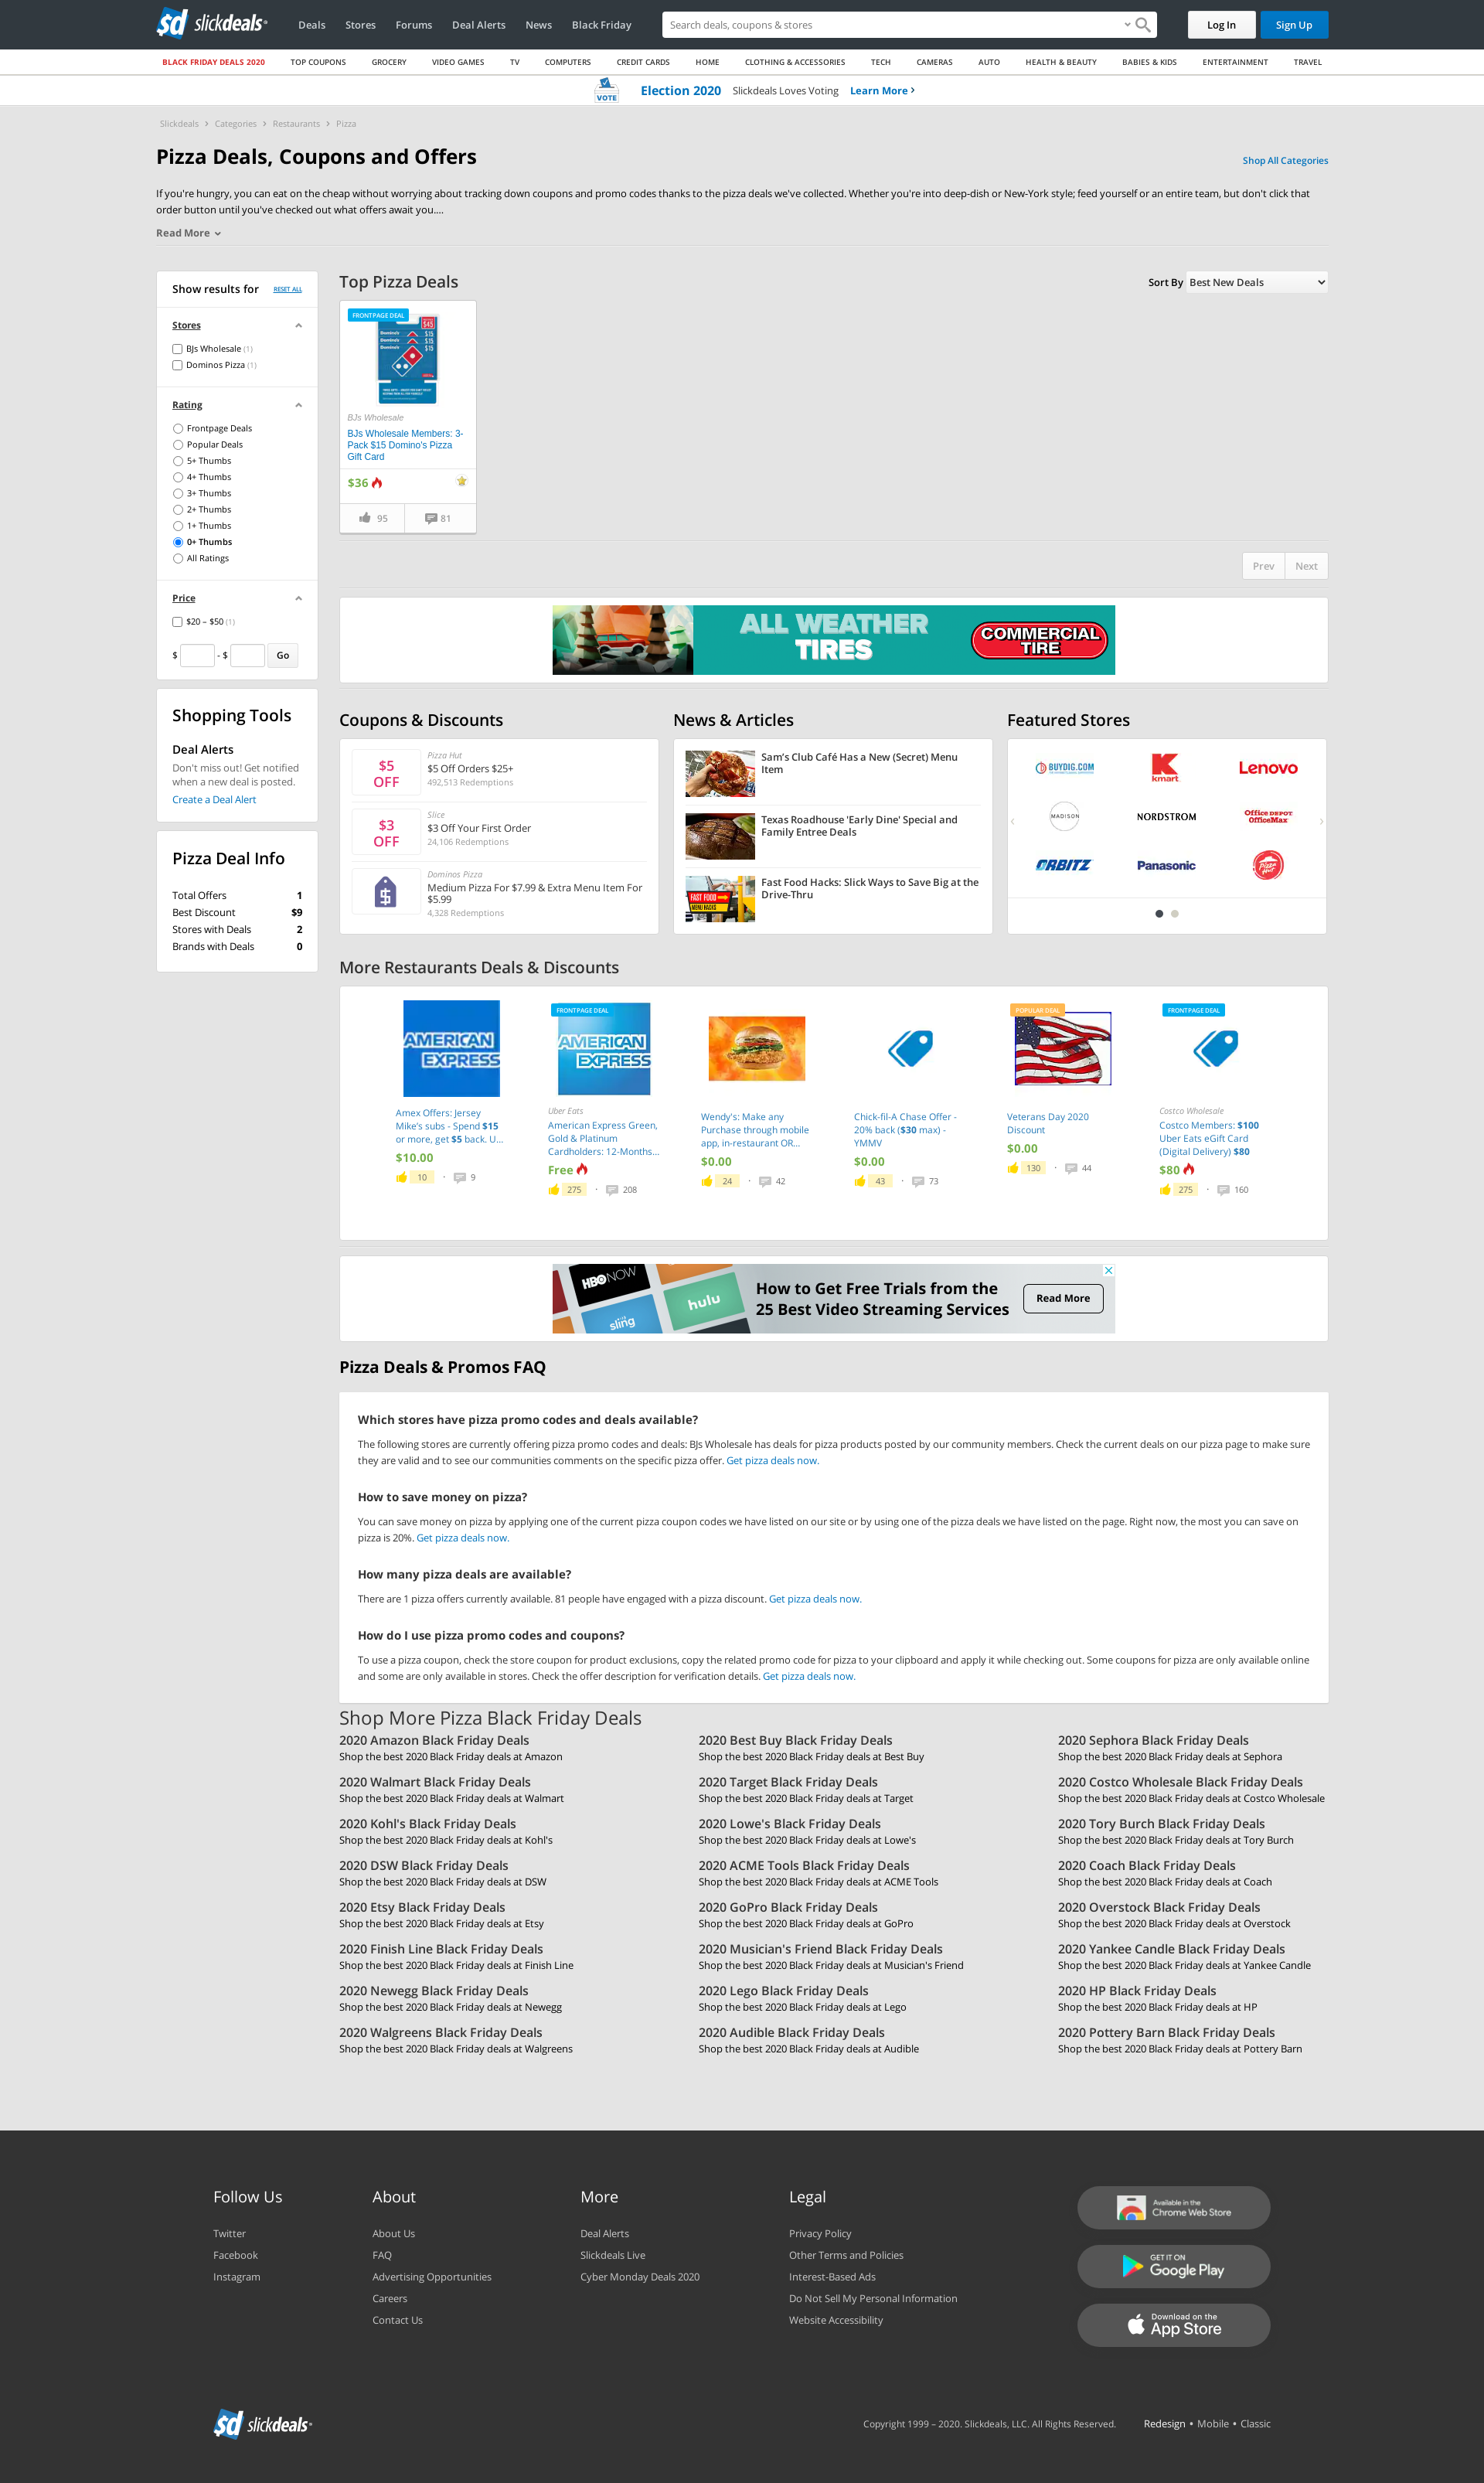 slickdeals
Deals
Stores
Forums
Deal Alerts
News
Black Friday
Search deals, coupons & stores
Log In
Sign Up
BLACK FRIDAY DEALS 2020
TOP COUPONS
GROCERY
VIDEO GAMES
TV
COMPUTERS
CREDIT CARDS
HOME
CLOTHING & ACCESSORIES
TECH
CAMERAS
AUTO
HEALTH & BEAUTY
BABIES & KIDS
ENTERTAINMENT
TRAVEL
VOTE
Election 2020 Slickdeals Loves Voting Learn More ›
Slickdeals › Categories › Restaurants › Pizza
Pizza Deals, Coupons and Offers
Shop All Categories
If you're hungry, you can eat on the cheap without worrying about tracking down coupons and promo codes thanks to the pizza deals we've collected. Whether you're into deep-dish or New-York style; feed yourself or an entire team, but don't click that
order button until you've checked out what offers await you....
Read More
Show results for RESET ALL
Stores
BJs Wholesale (1)
Dominos Pizza (1)
Rating
Frontpage Deals
Popular Deals
5+ Thumbs
4+ Thumbs
3+ Thumbs
2+ Thumbs
1+ Thumbs
0+ Thumbs
All Ratings
Price
$20 – $50 (1)
$ - $ Go
Shopping Tools
Deal Alerts
Don't miss out! Get notified
when a new deal is posted.
Create a Deal Alert
Pizza Deal Info
Total Offers 1
Best Discount $9
Stores with Deals 2
Brands with Deals 0
Top Pizza Deals
Sort By Best New Deals
FRONTPAGE DEAL
$45
Domino's $15
Domino's $15
Domino's $15
BJs Wholesale
BJs Wholesale Members: 3-
Pack $15 Domino's Pizza
Gift Card
$36
95 81
Prev Next
ALL WEATHER
TIRES
COMMERCIAL
TIRE
Coupons & Discounts
$5
OFF
Pizza Hut
$5 Off Orders $25+
492,513 Redemptions
$3
OFF
Slice
$3 Off Your First Order
24,106 Redemptions
Dominos Pizza
Medium Pizza For $7.99 & Extra Menu Item For
$5.99
4,328 Redemptions
News & Articles
Sam's Club Café Has a New (Secret) Menu
Item
Texas Roadhouse 'Early Dine' Special and
Family Entree Deals
FAST FOOD
MENU HACKS
Fast Food Hacks: Slick Ways to Save Big at the
Drive-Thru
Featured Stores
BUYDIG.COM
Kmart
Lenovo
MADISON
NORDSTROM
Office DEPOT
OfficeMax
ORBITZ
Panasonic
Pizza Hut
More Restaurants Deals & Discounts
AMERICAN
EXPRESS
Amex Offers: Jersey
Mike's subs - Spend $15
or more, get $5 back. U...
$10.00
10 · 9
FRONTPAGE DEAL
AMERICAN
EXPRESS
Uber Eats
American Express Green,
Gold & Platinum
Cardholders: 12-Months...
Free
275 · 208
Wendy's: Make any
Purchase through mobile
app, in-restaurant OR...
$0.00
24 · 42
Chick-fil-A Chase Offer -
20% back ($30 max) -
YMMV
$0.00
43 · 73
POPULAR DEAL
Veterans Day 2020
Discount
$0.00
130 · 44
FRONTPAGE DEAL
Costco Wholesale
Costco Members: $100
Uber Eats eGift Card
(Digital Delivery) $80
$80
275 · 160
HBO NOW
sling
hulu
How to Get Free Trials from the
25 Best Video Streaming Services
Read More
Pizza Deals & Promos FAQ
Which stores have pizza promo codes and deals available?
The following stores are currently offering pizza promo codes and deals: BJs Wholesale has deals for pizza products posted by our community members. Check the current deals on our pizza page to make sure
they are valid and to see our communities comments on the specific pizza offer. Get pizza deals now.
How to save money on pizza?
You can save money on pizza by applying one of the current pizza coupon codes we have listed on our site or by using one of the pizza deals we have listed on the page. Right now, the most you can save on
pizza is 20%. Get pizza deals now.
How many pizza deals are available?
There are 1 pizza offers currently available. 81 people have engaged with a pizza discount. Get pizza deals now.
How do I use pizza promo codes and coupons?
To use a pizza coupon, check the store coupon for product exclusions, copy the related promo code for pizza to your clipboard and apply it while checking out. Some coupons for pizza are only available online
and some are only available in stores. Check the offer description for verification details. Get pizza deals now.
Shop More Pizza Black Friday Deals
2020 Amazon Black Friday Deals
Shop the best 2020 Black Friday deals at Amazon
2020 Best Buy Black Friday Deals
Shop the best 2020 Black Friday deals at Best Buy
2020 Sephora Black Friday Deals
Shop the best 2020 Black Friday deals at Sephora
2020 Walmart Black Friday Deals
Shop the best 2020 Black Friday deals at Walmart
2020 Target Black Friday Deals
Shop the best 2020 Black Friday deals at Target
2020 Costco Wholesale Black Friday Deals
Shop the best 2020 Black Friday deals at Costco Wholesale
2020 Kohl's Black Friday Deals
Shop the best 2020 Black Friday deals at Kohl's
2020 Lowe's Black Friday Deals
Shop the best 2020 Black Friday deals at Lowe's
2020 Tory Burch Black Friday Deals
Shop the best 2020 Black Friday deals at Tory Burch
2020 DSW Black Friday Deals
Shop the best 2020 Black Friday deals at DSW
2020 ACME Tools Black Friday Deals
Shop the best 2020 Black Friday deals at ACME Tools
2020 Coach Black Friday Deals
Shop the best 2020 Black Friday deals at Coach
2020 Etsy Black Friday Deals
Shop the best 2020 Black Friday deals at Etsy
2020 GoPro Black Friday Deals
Shop the best 2020 Black Friday deals at GoPro
2020 Overstock Black Friday Deals
Shop the best 2020 Black Friday deals at Overstock
2020 Finish Line Black Friday Deals
Shop the best 2020 Black Friday deals at Finish Line
2020 Musician's Friend Black Friday Deals
Shop the best 2020 Black Friday deals at Musician's Friend
2020 Yankee Candle Black Friday Deals
Shop the best 2020 Black Friday deals at Yankee Candle
2020 Newegg Black Friday Deals
Shop the best 2020 Black Friday deals at Newegg
2020 Lego Black Friday Deals
Shop the best 2020 Black Friday deals at Lego
2020 HP Black Friday Deals
Shop the best 2020 Black Friday deals at HP
2020 Walgreens Black Friday Deals
Shop the best 2020 Black Friday deals at Walgreens
2020 Audible Black Friday Deals
Shop the best 2020 Black Friday deals at Audible
2020 Pottery Barn Black Friday Deals
Shop the best 2020 Black Friday deals at Pottery Barn
Follow Us
Twitter
Facebook
Instagram
About
About Us
FAQ
Advertising Opportunities
Careers
Contact Us
More
Deal Alerts
Slickdeals Live
Cyber Monday Deals 2020
Legal
Privacy Policy
Other Terms and Policies
Interest-Based Ads
Do Not Sell My Personal Information
Website Accessibility
Available in the
Chrome Web Store
GET IT ON
Google Play
Download on the
App Store
slickdeals
Copyright 1999 – 2020. Slickdeals, LLC. All Rights Reserved.
Redesign • Mobile • Classic